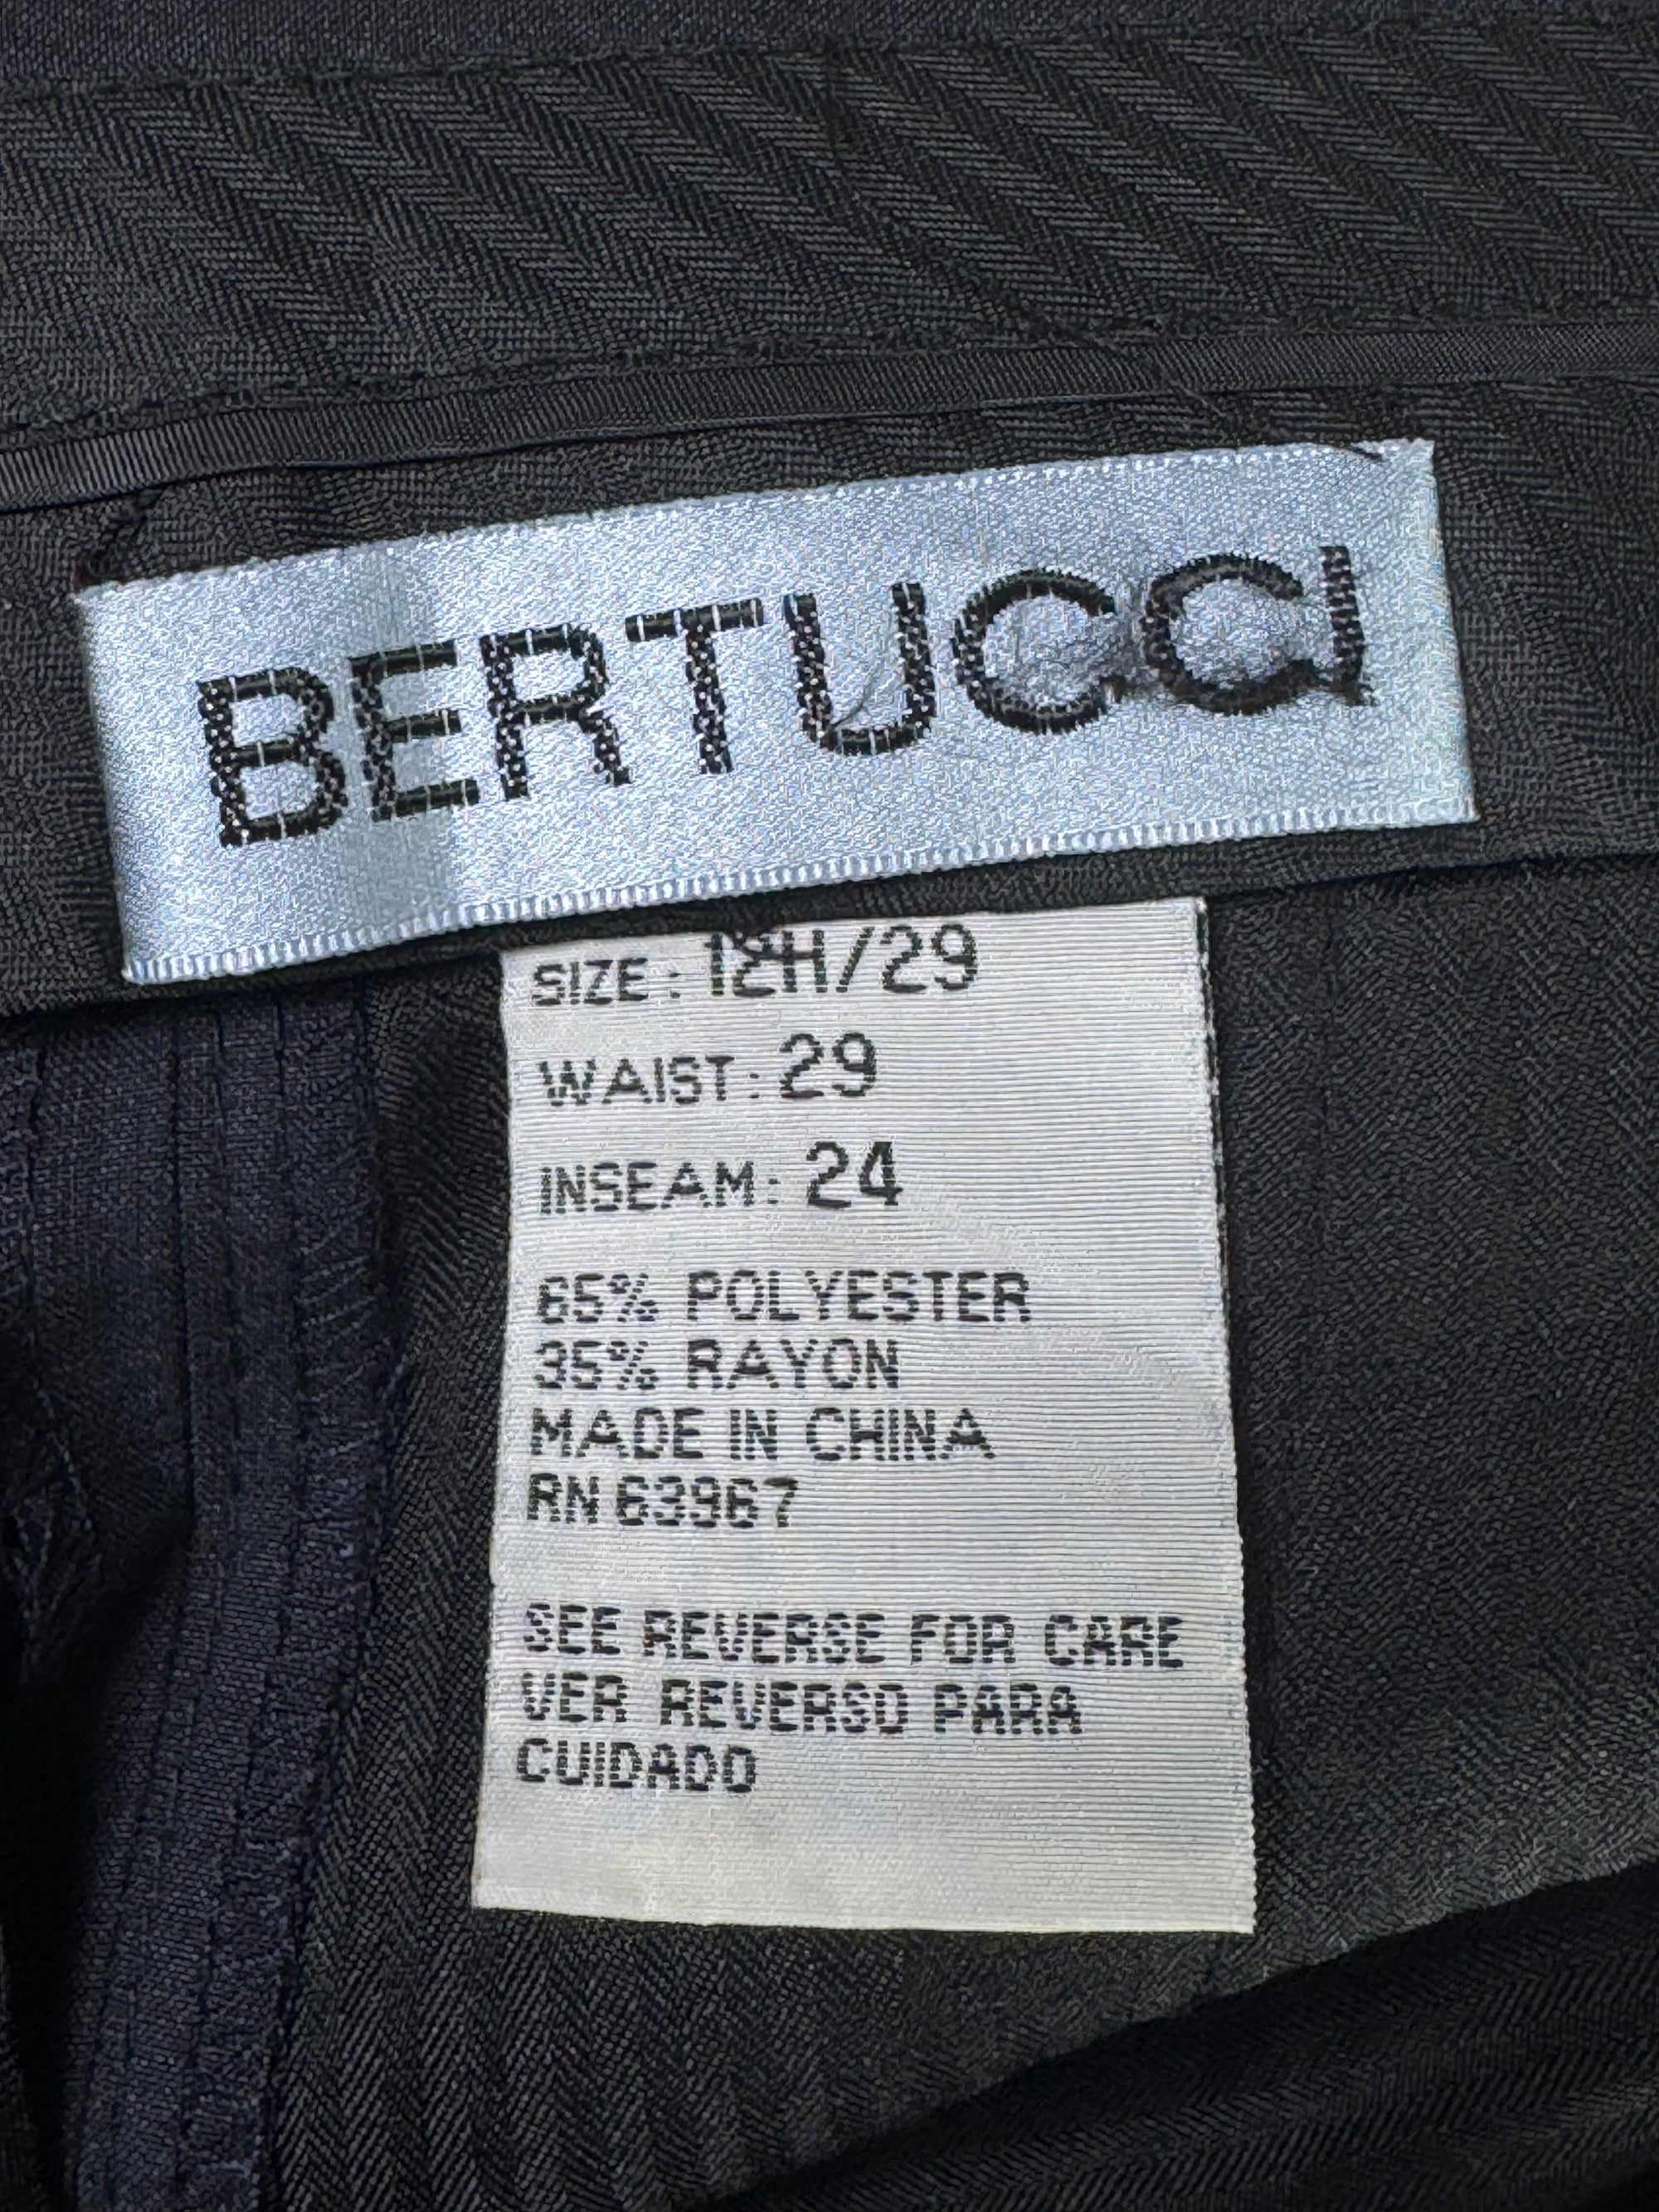 BERTUCCI
SIZE: 12H/29
WAIST: 29
INSEAM: 24
65% POLYESTER
35% RAYON
MADE IN CHINA
RN 63967
SEE REVERSE FOR CARE
VER REVERSO PARA
CUIDADO